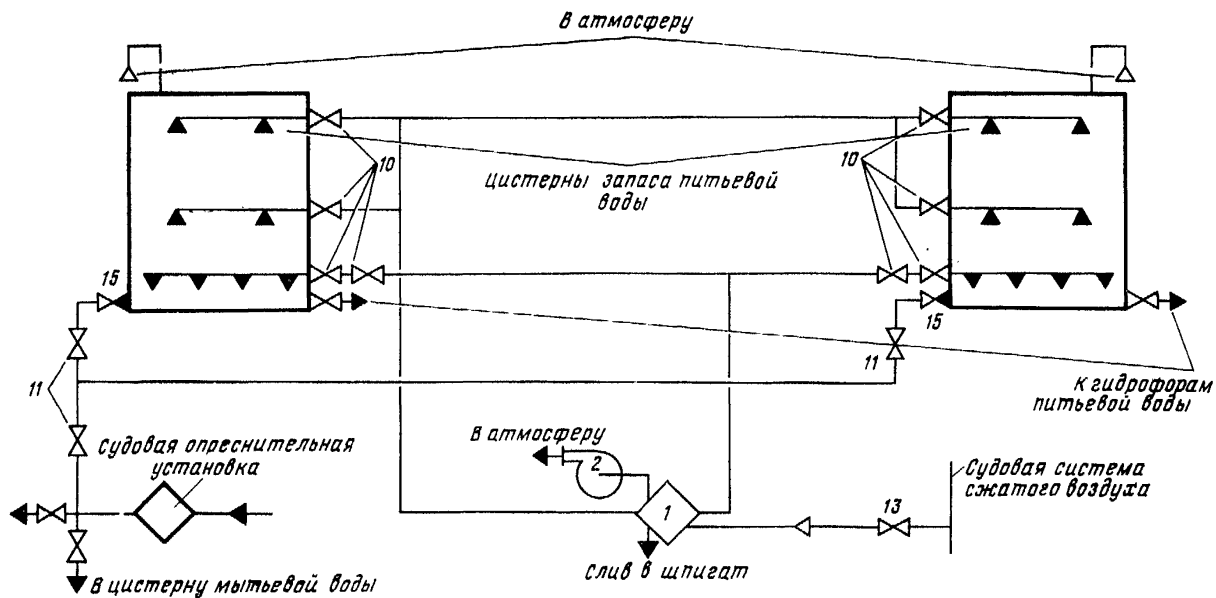 В атмосферу
10
10
Цистерны запаса питьевой
воды
15
15
11
11
К гидрофорам
питьевой воды
Судовая опреснительная
установка
В атмосферу
2
Судовая система
сжатого воздуха
1
13
Слив в шпигат
В цистерну мытьевой воды